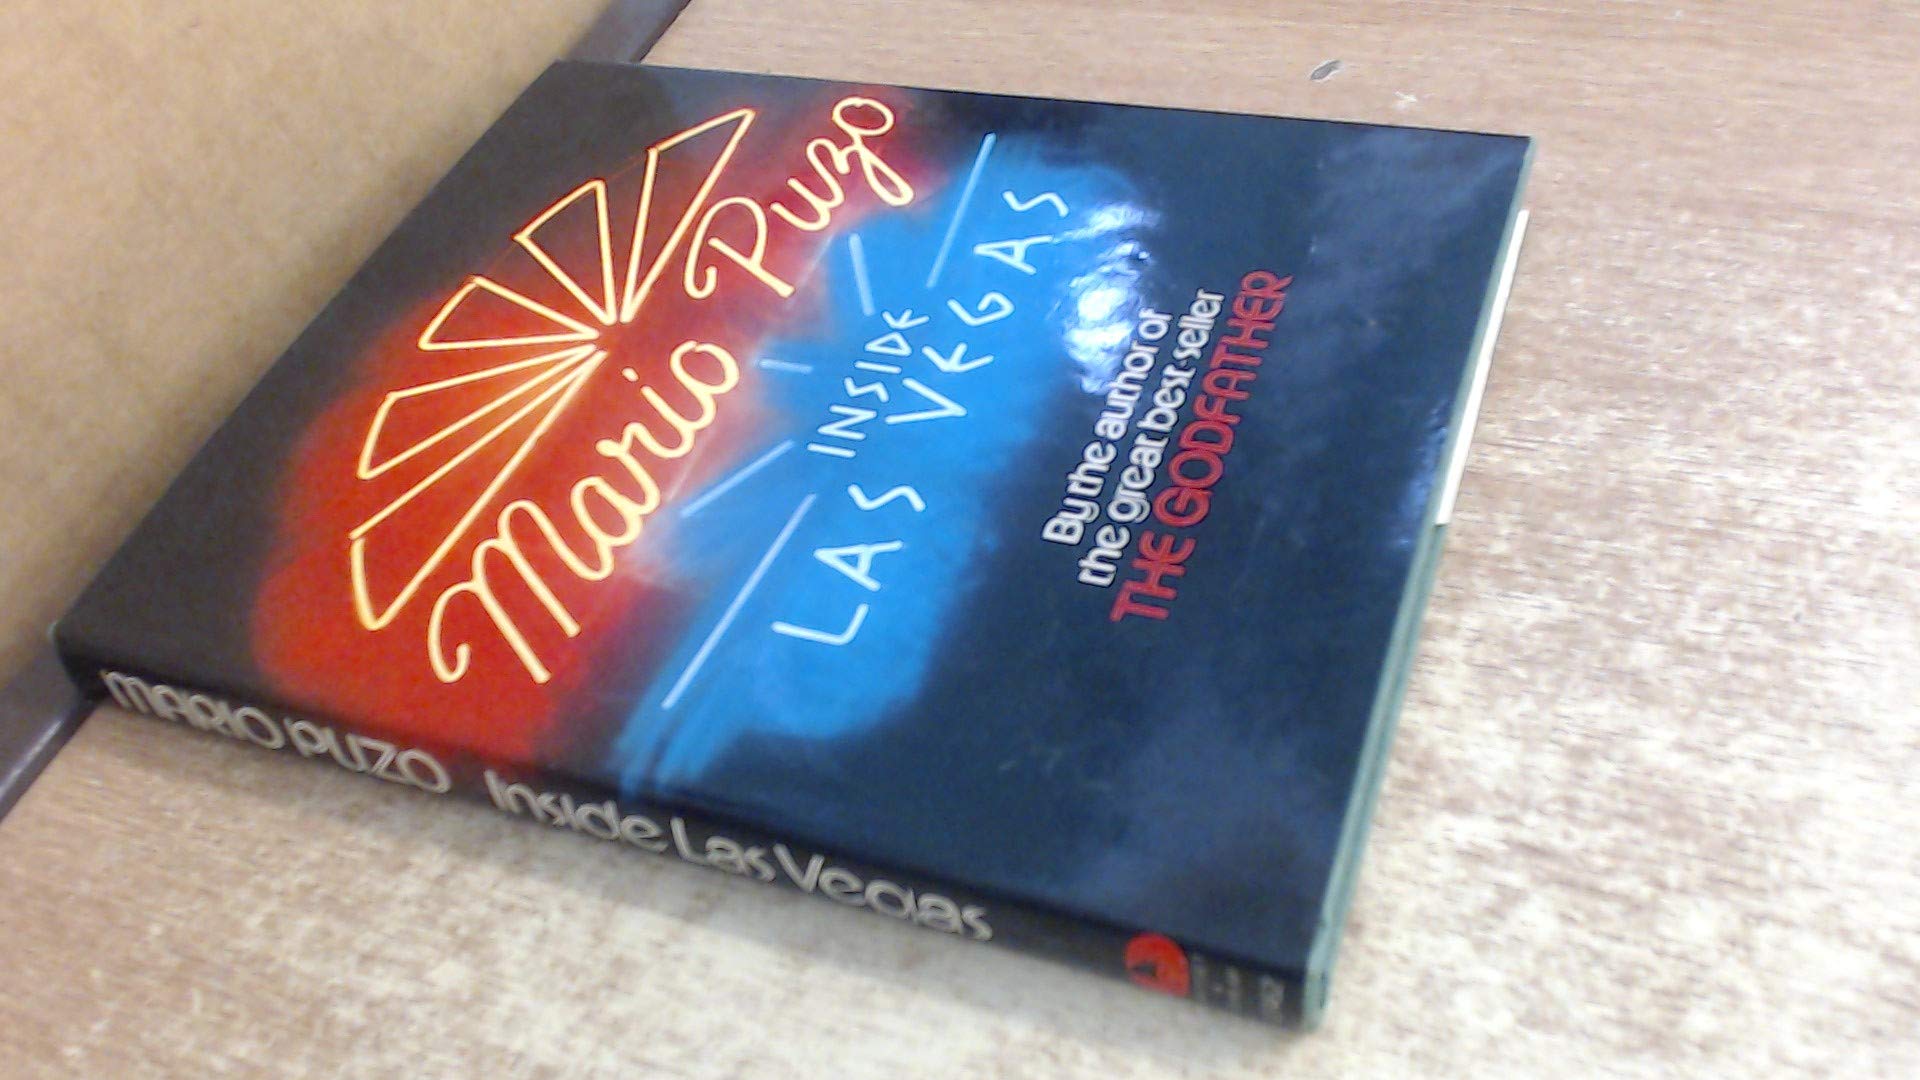 Mario Puzo
INSIDE
LAS VEGAS
By the author of
the great best-seller
THE GODFATHER
MARIO PUZO Inside Las Vegas